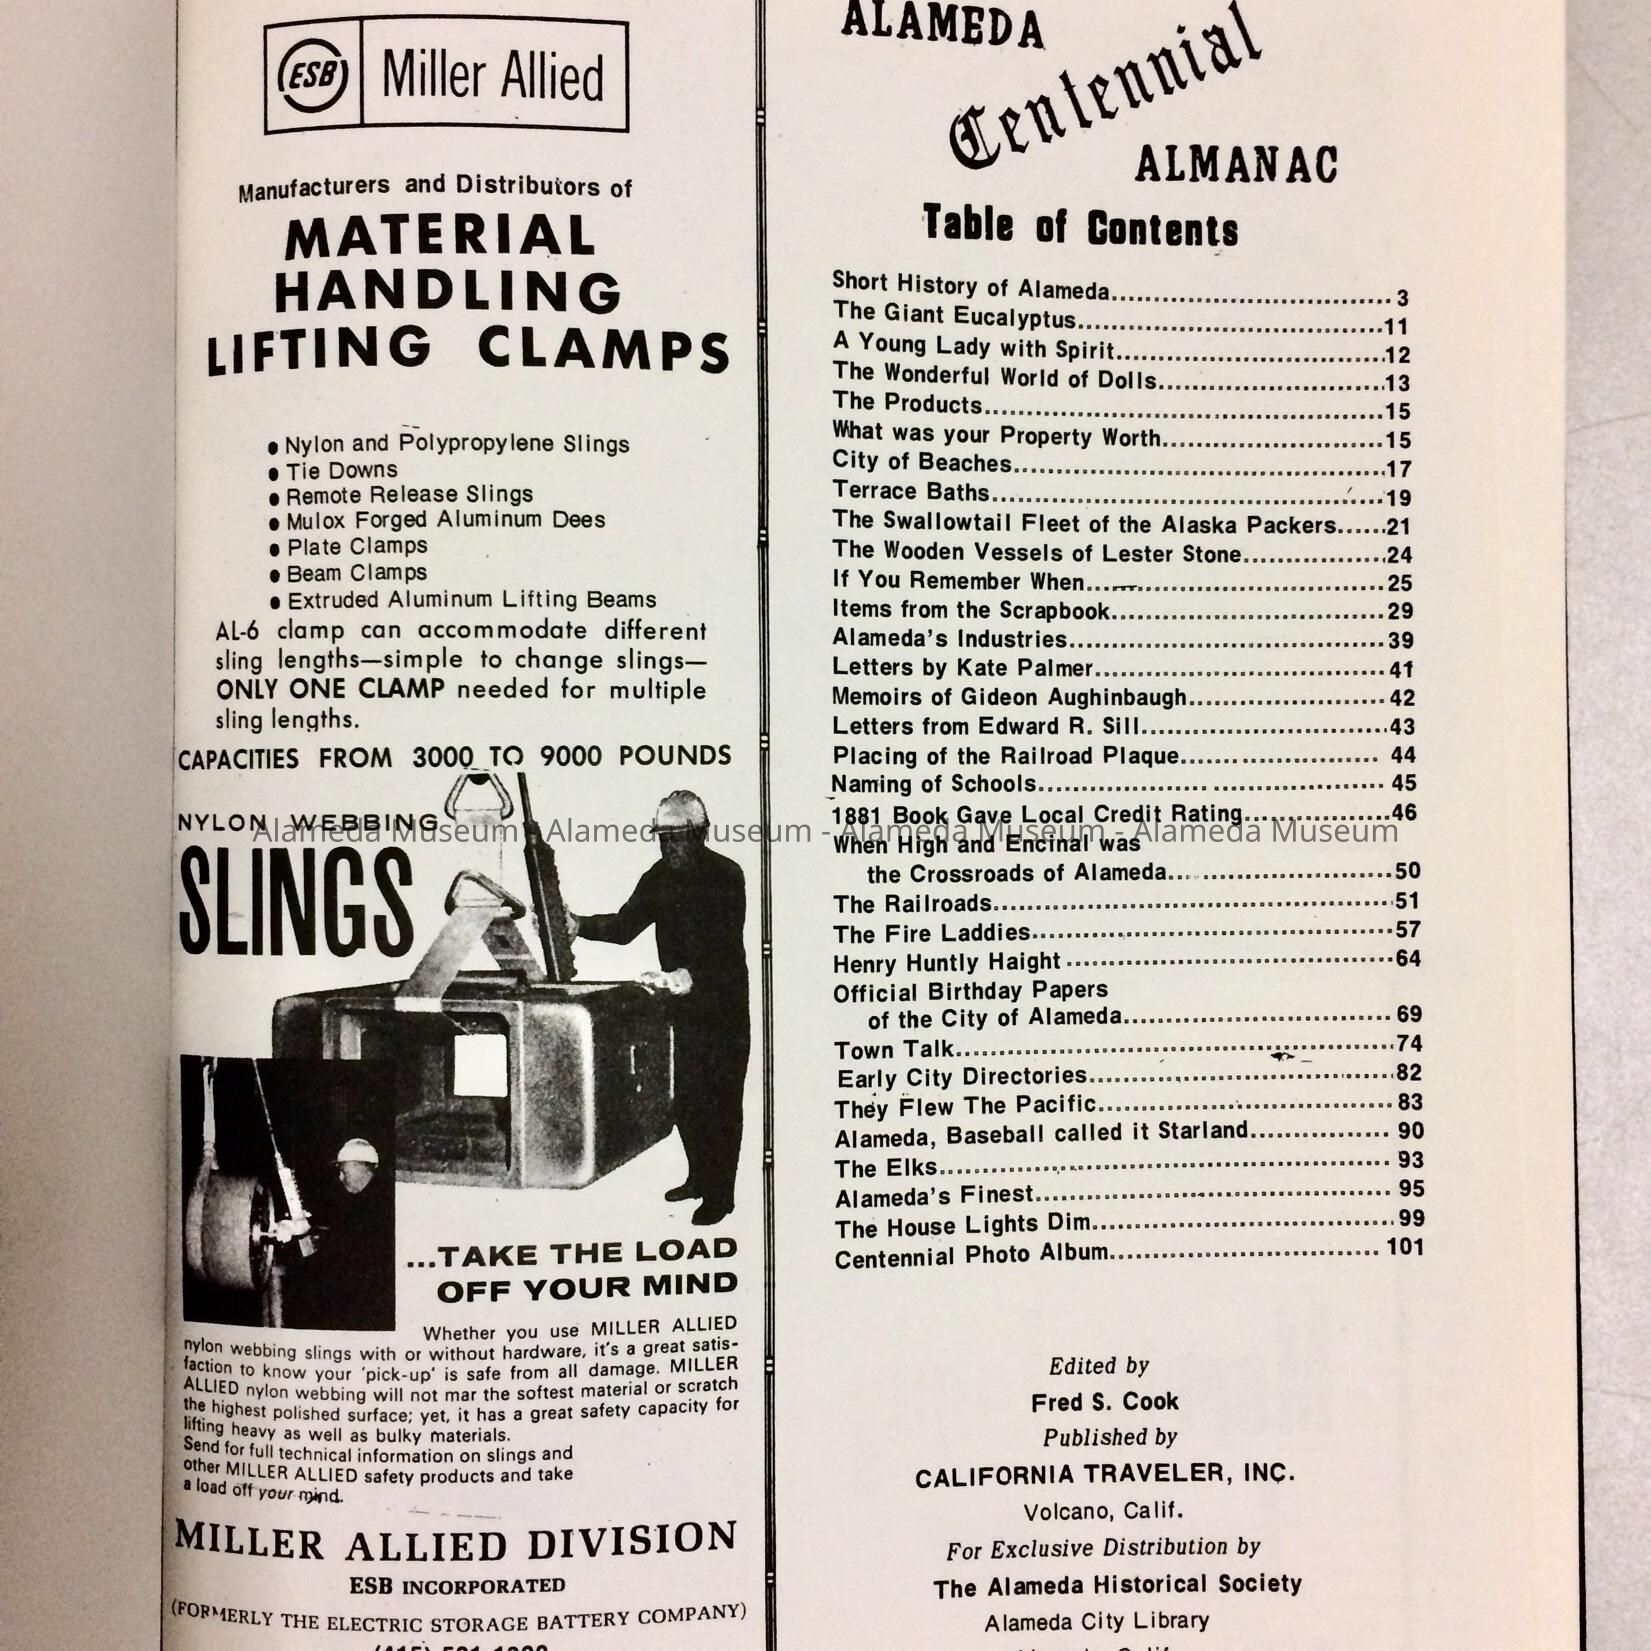 ESB Miller Allied
Manufacturers and Distributors of
MATERIAL
HANDLING
LIFTING CLAMPS
● Nylon and Polypropylene Slings
● Tie Downs
● Remote Release Slings
● Mulox Forged Aluminum Dees
● Plate Clamps
● Beam Clamps
● Extruded Aluminum Lifting Beams
AL-6 clamp can accommodate different
sling lengths—simple to change slings—
ONLY ONE CLAMP needed for multiple
sling lengths.
CAPACITIES FROM 3000 TO 9000 POUNDS
NYLON WEBBING
SLINGS
...TAKE THE LOAD
OFF YOUR MIND
Whether you use MILLER ALLIED
nylon webbing slings with or without hardware, it's a great satis-
faction to know your 'pick-up' is safe from all damage. MILLER
ALLIED nylon webbing will not mar the softest material or scratch
the highest polished surface; yet, it has a great safety capacity for
lifting heavy as well as bulky materials.
Send for full technical information on slings and
other MILLER ALLIED safety products and take
a load off your mind.
MILLER ALLIED DIVISION
ESB INCORPORATED
(FORMERLY THE ELECTRIC STORAGE BATTERY COMPANY)
ALAMEDA
Centennial
ALMANAC
Table of Contents
Short History of Alameda.................................3
The Giant Eucalyptus....................................11
A Young Lady with Spirit................................12
The Wonderful World of Dolls...........................13
The Products................................................15
What was your Property Worth..........................15
City of Beaches............................................17
Terrace Baths...............................................19
The Swallowtail Fleet of the Alaska Packers......21
The Wooden Vessels of Lester Stone.................24
If You Remember When...................................25
Items from the Scrapbook................................29
Alameda's Industries.....................................39
Letters by Kate Palmer..................................41
Memoirs of Gideon Aughinbaugh.......................42
Letters from Edward R. Sill.............................43
Placing of the Railroad Plaque........................44
Naming of Schools........................................45
1881 Book Gave Local Credit Rating.................46
Alameda Museum - Alameda Museum - Alameda Museum - Alameda Museum
When High and Encinal was
the Crossroads of Alameda...........................50
The Railroads..............................................51
The Fire Laddies..........................................57
Henry Huntly Haight......................................64
Official Birthday Papers
of the City of Alameda................................69
Town Talk...................................................74
Early City Directories....................................82
They Flew The Pacific...................................83
Alameda, Baseball called it Starland................90
The Elks.....................................................93
Alameda's Finest..........................................95
The House Lights Dim...................................99
Centennial Photo Album................................101
Edited by
Fred S. Cook
Published by
CALIFORNIA TRAVELER, INC.
Volcano, Calif.
For Exclusive Distribution by
The Alameda Historical Society
Alameda City Library